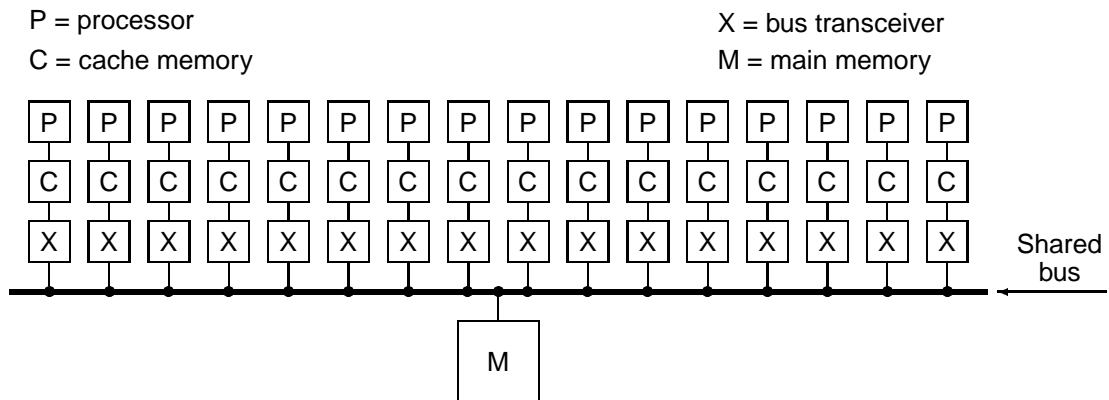 P = processor
X = bus transceiver
C = cache memory
M = main memory
P P P P P P P P P P P P P P P P
C C C C C C C C C C C C C C C C
X X X X X X X X X X X X X X X X
Shared
bus
M